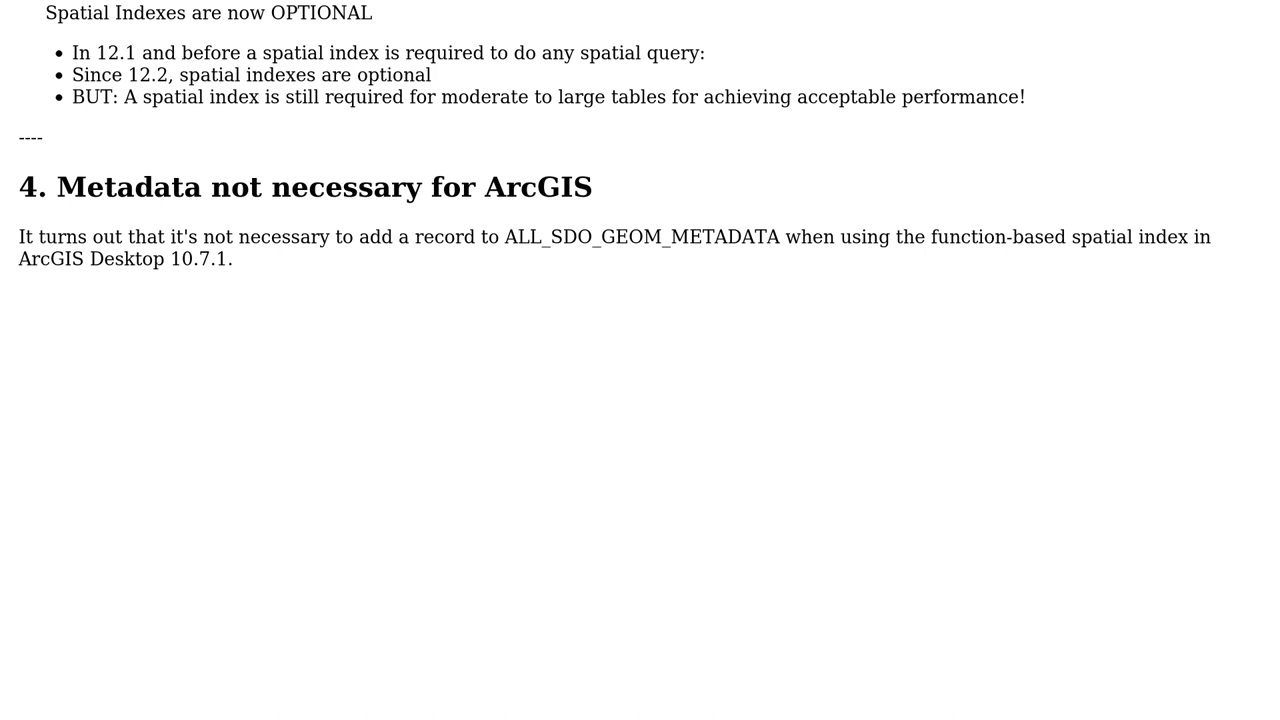 Spatial Indexes are now OPTIONAL
• In 12.1 and before a spatial index is required to do any spatial query:
• Since 12.2, spatial indexes are optional
• BUT: A spatial index is still required for moderate to large tables for achieving acceptable performance!
----
4. Metadata not necessary for ArcGIS
It turns out that it's not necessary to add a record to ALL_SDO_GEOM_METADATA when using the function-based spatial index in
ArcGIS Desktop 10.7.1.